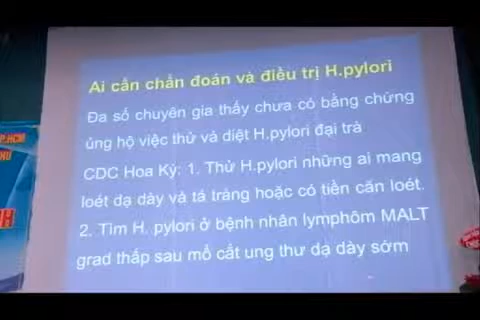 Ai cần chẩn đoán và điều trị H.pylori
Đa số chuyên gia thấy chưa có bằng chứng
ủng hộ việc thử và diệt H.pylori đại trà
CDC Hoa Kỳ: 1. Thử H.pylori những ai mang
loét dạ dày và tá tràng hoặc có tiền căn loét.
2. Tìm H. pylori ở bệnh nhân lymphôm MALT
grad thấp sau mổ cắt ung thư dạ dày sớm
P.HCM